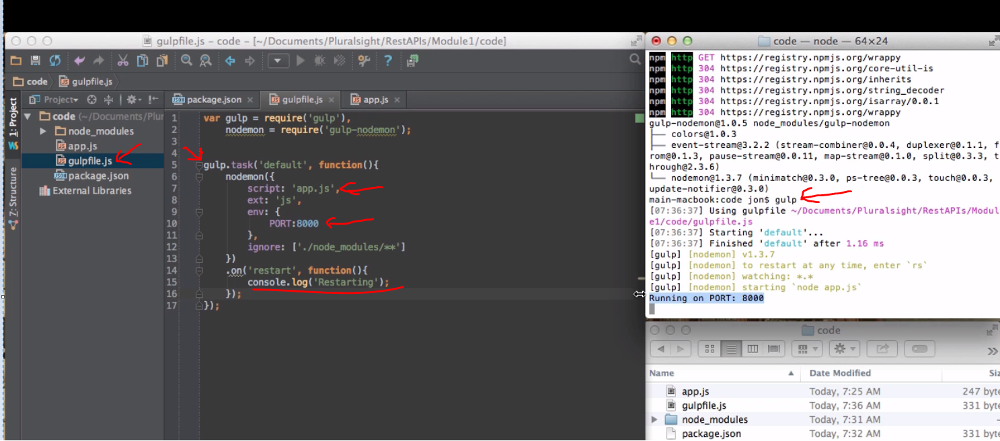 gulpfile.js – code – [~/Documents/Pluralsight/RestAPIs/Module1/code]
code
gulpfile.js
1: Project
Z: Structure
Project
code (~/Documents/Plur
node_modules
app.js
gulpfile.js
package.json
External Libraries
package.json
gulpfile.js
app.js
1 var gulp = require('gulp'),
2 nodemon = require('gulp-nodemon');
3
4
5 gulp.task('default', function(){
6 nodemon({
7 script: 'app.js',
8 ext: 'js',
9 env: {
10 PORT:8000
11 },
12 ignore: ['./node_modules/**']
13 })
14 .on('restart', function(){
15 console.log('Restarting');
16 });
17 });
code — node — 64×24
npm http GET https://registry.npmjs.org/wrappy
npm http 304 https://registry.npmjs.org/core-util-is
npm http 304 https://registry.npmjs.org/inherits
npm http 304 https://registry.npmjs.org/string_decoder
npm http 304 https://registry.npmjs.org/isarray/0.0.1
npm http 304 https://registry.npmjs.org/wrappy
gulp-nodemon@1.0.5 node_modules/gulp-nodemon
├── colors@1.0.3
├── event-stream@3.2.2 (stream-combiner@0.0.4, duplexer@0.1.1, f
rom@0.1.3, pause-stream@0.0.11, map-stream@0.1.0, split@0.3.3, t
hrough@2.3.6)
└── nodemon@1.3.7 (minimatch@0.3.0, ps-tree@0.0.3, touch@0.0.3,
update-notifier@0.3.0)
main-macbook:code jon$ gulp
[07:36:37] Using gulpfile ~/Documents/Pluralsight/RestAPIs/Modul
e1/code/gulpfile.js
[07:36:37] Starting 'default'...
[07:36:37] Finished 'default' after 1.16 ms
[gulp] [nodemon] v1.3.7
[gulp] [nodemon] to restart at any time, enter `rs`
[gulp] [nodemon] watching: *.*
[gulp] [nodemon] starting `node app.js`
Running on PORT: 8000
code
Name Date Modified Siz
app.js Today, 7:25 AM 247 byte
gulpfile.js Today, 7:36 AM 331 byte
node_modules Today, 7:31 AM --
package.json Today, 7:32 AM 331 byte